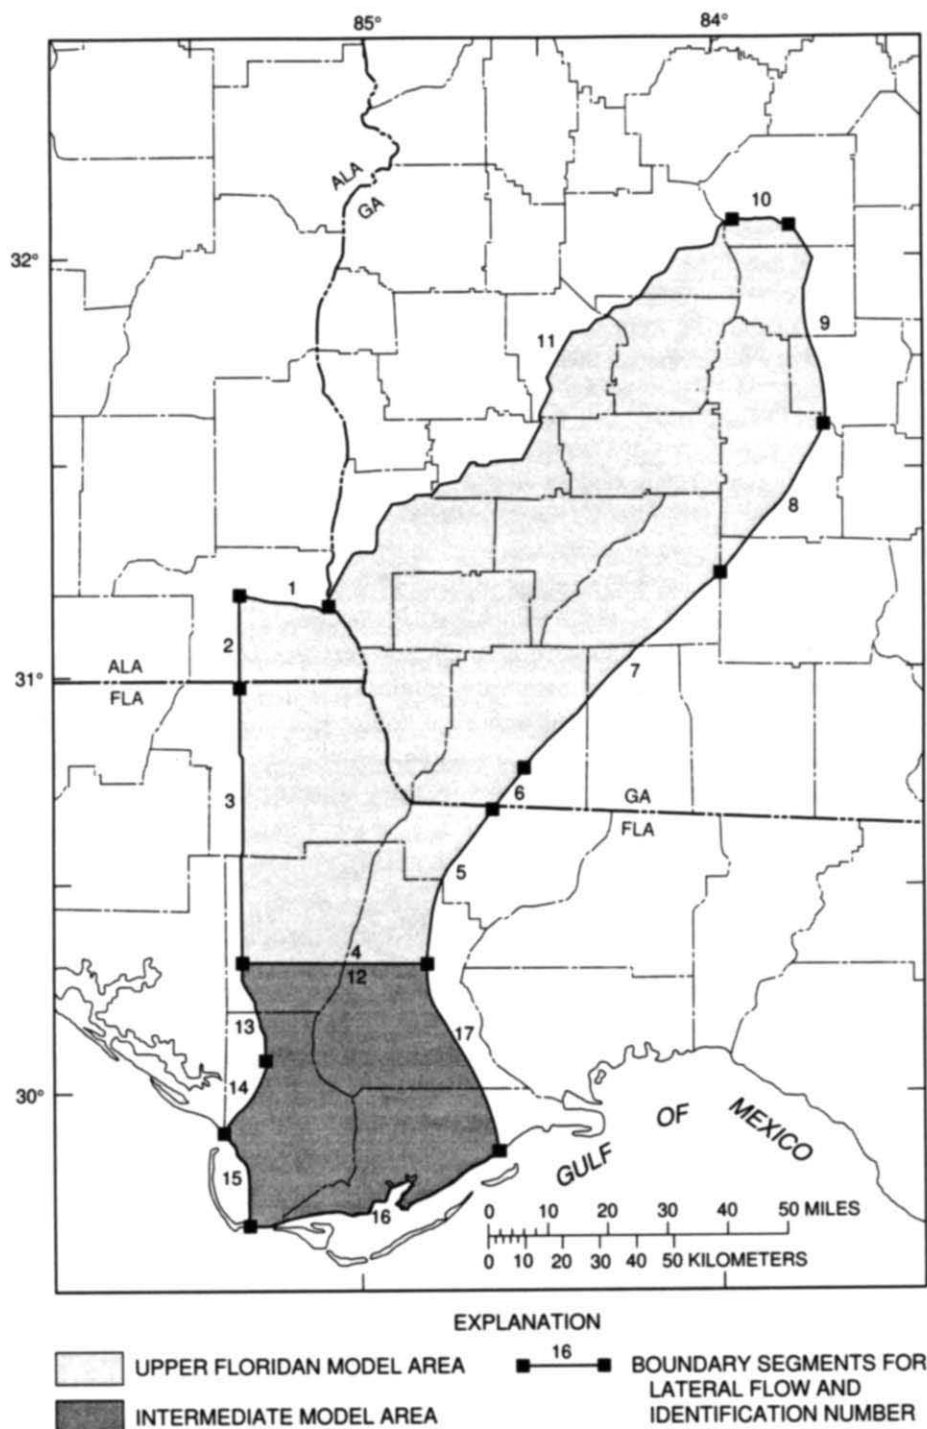 85°
84°
ALA
GA
10
32°
11
9
8
1
2
ALA
31°
FLA
7
3
6
GA
FLA
5
4
12
13
17
14
30°
GULF OF MEXICO
15
16
0 10 20 30 40 50 MILES
0 10 20 30 40 50 KILOMETERS
EXPLANATION
UPPER FLORIDAN MODEL AREA
INTERMEDIATE MODEL AREA
16
BOUNDARY SEGMENTS FOR
LATERAL FLOW AND
IDENTIFICATION NUMBER